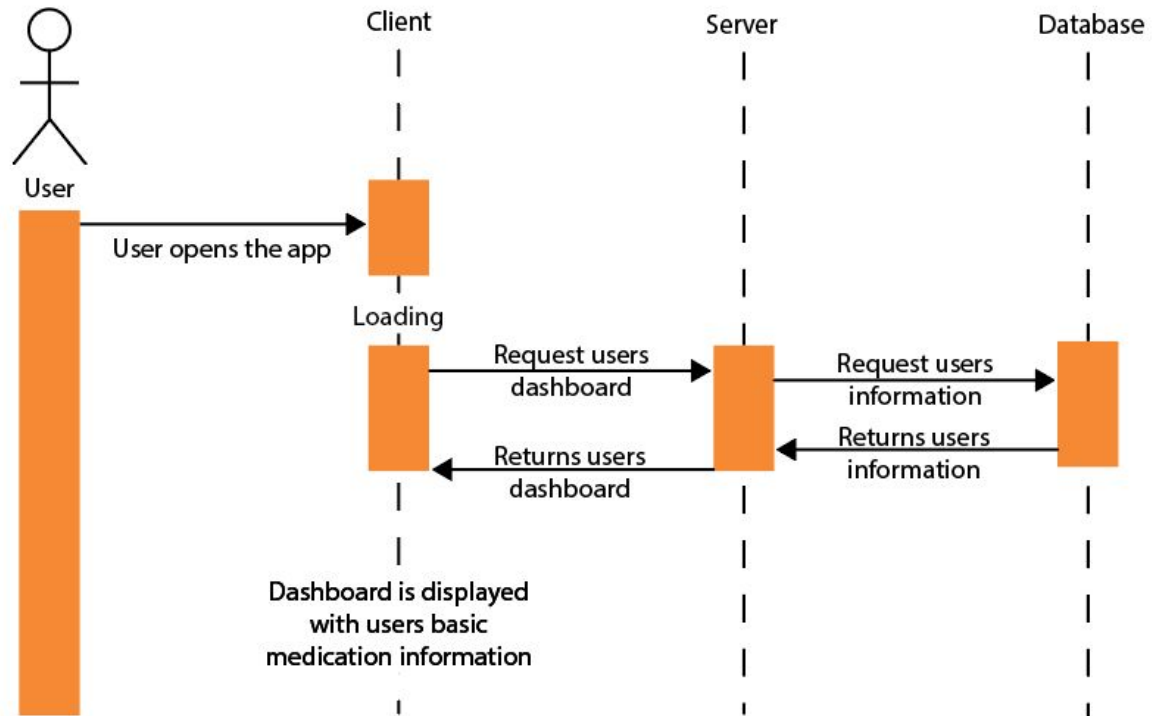 Client
Server
Database
User
User opens the app
Loading
Request users
dashboard
Request users
information
Returns users
information
Returns users
dashboard
Dashboard is displayed
with users basic
medication information